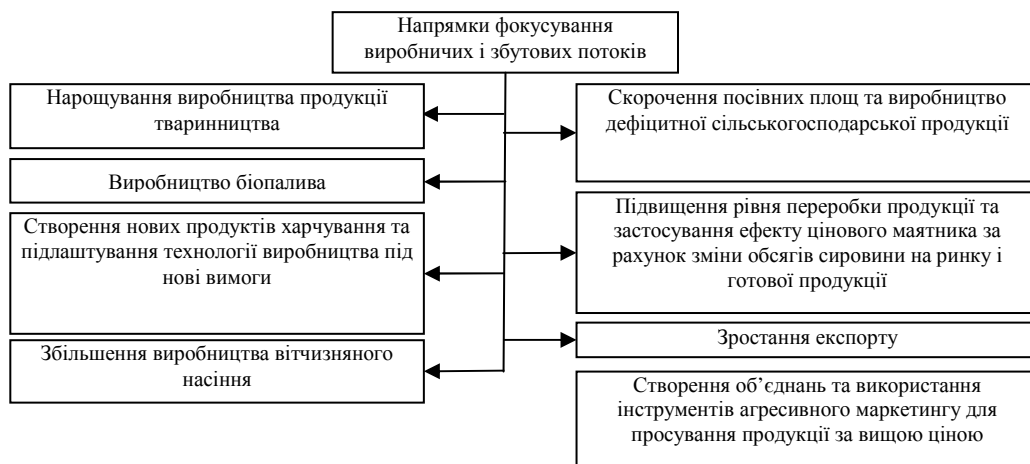 Напрямки фокусування
виробничих і збутових потоків
Нарощування виробництва продукції
тваринництва
Виробництво біопалива
Створення нових продуктів харчування та
підлаштування технології виробництва під
нові вимоги
Збільшення виробництва вітчизняного
насіння
Скорочення посівних площ та виробництво
дефіцитної сільськогосподарської продукції
Підвищення рівня переробки продукції та
застосування ефекту цінового маятника за
рахунок зміни обсягів сировини на ринку і
готової продукції
Зростання експорту
Створення об’єднань та використання
інструментів агресивного маркетингу для
просування продукції за вищою ціною